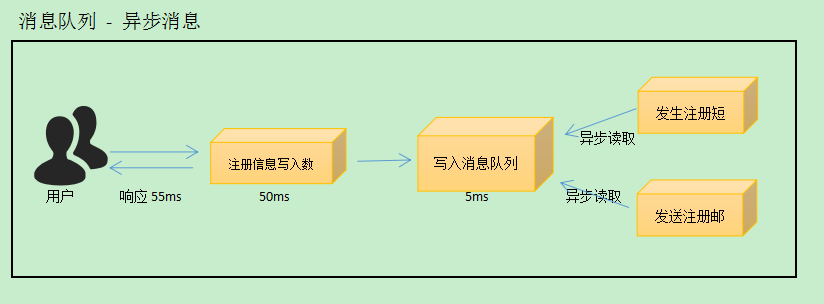 消息队列 - 异步消息
发生注册短
异步读取
注册信息写入数
写入消息队列
用户
响应 55ms
50ms
5ms
异步读取
发送注册邮